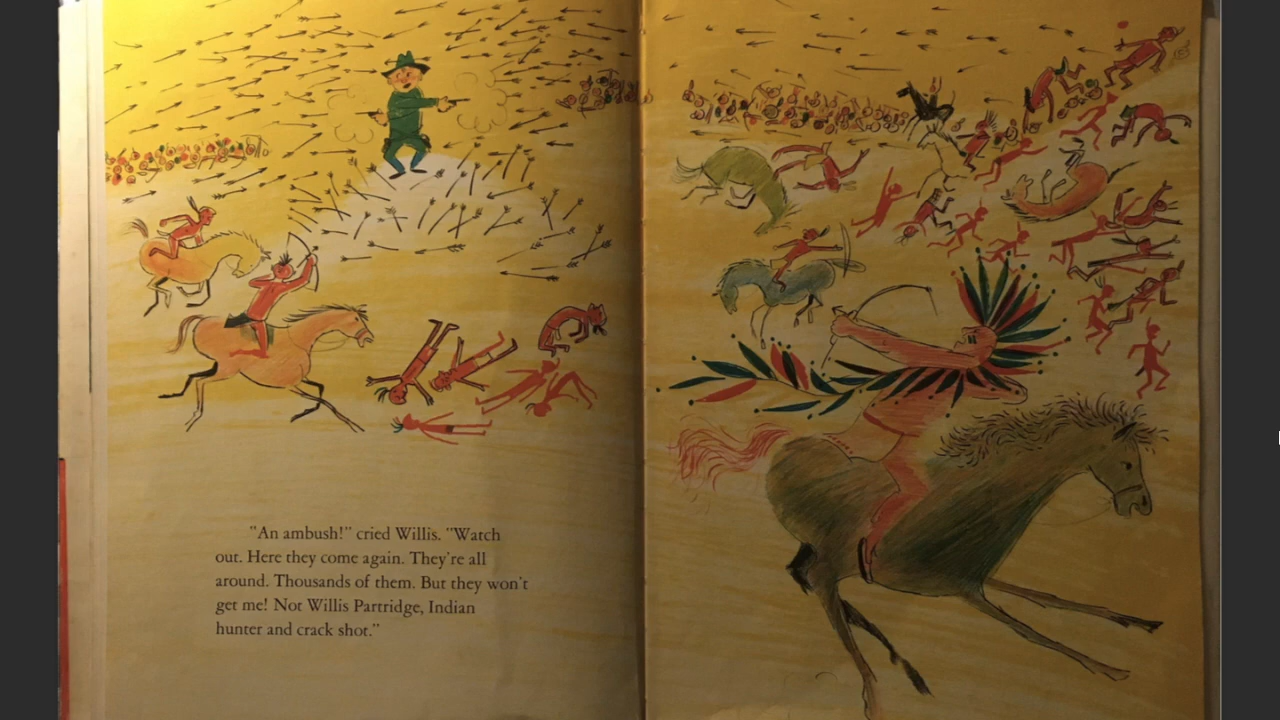 "An ambush!" cried Willis. "Watch
out. Here they come again. They're all
around. Thousands of them. But they won't
get me! Not Willis Partridge, Indian
hunter and crack shot."